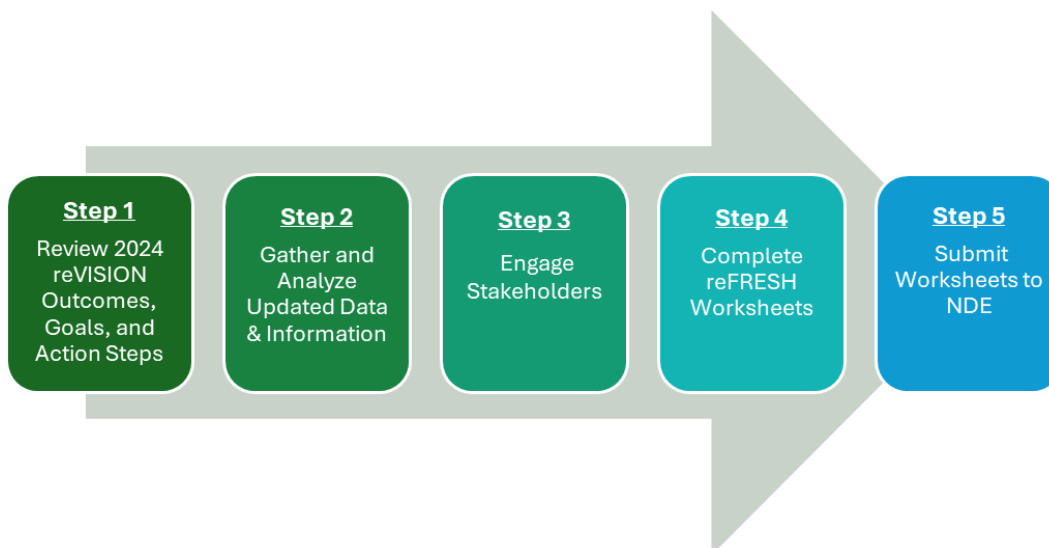 Step 1
Review 2024
reVISION
Outcomes,
Goals, and
Action Steps
Step 2
Gather and
Analyze
Updated Data
& Information
Step 3
Engage
Stakeholders
Step 4
Complete
reFRESH
Worksheets
Step 5
Submit
Worksheets to
NDE